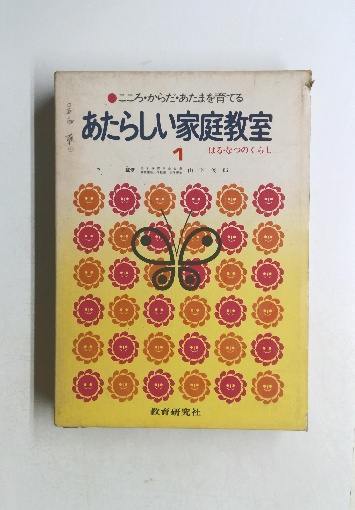 ●こころ・からだ・あたまを育てる
あたらしい家庭教室
1
はる・なつのくらし
監修
教育研究社